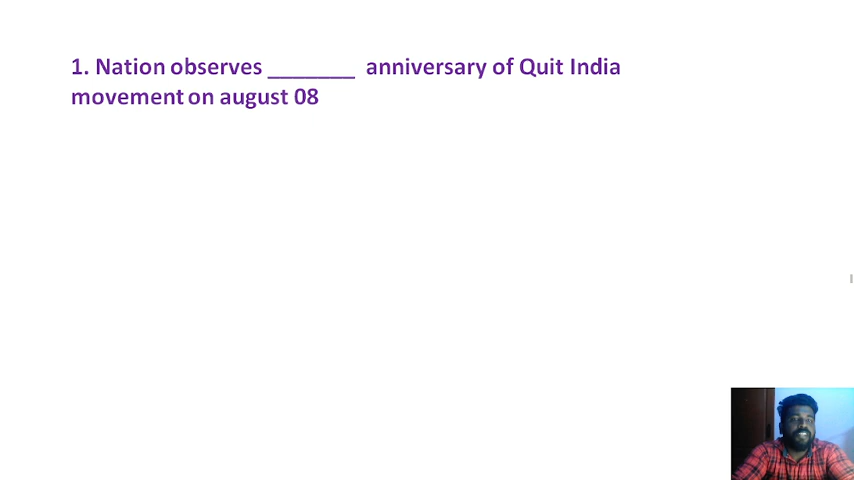 1. Nation observes _______ anniversary of Quit India
movement on august 08